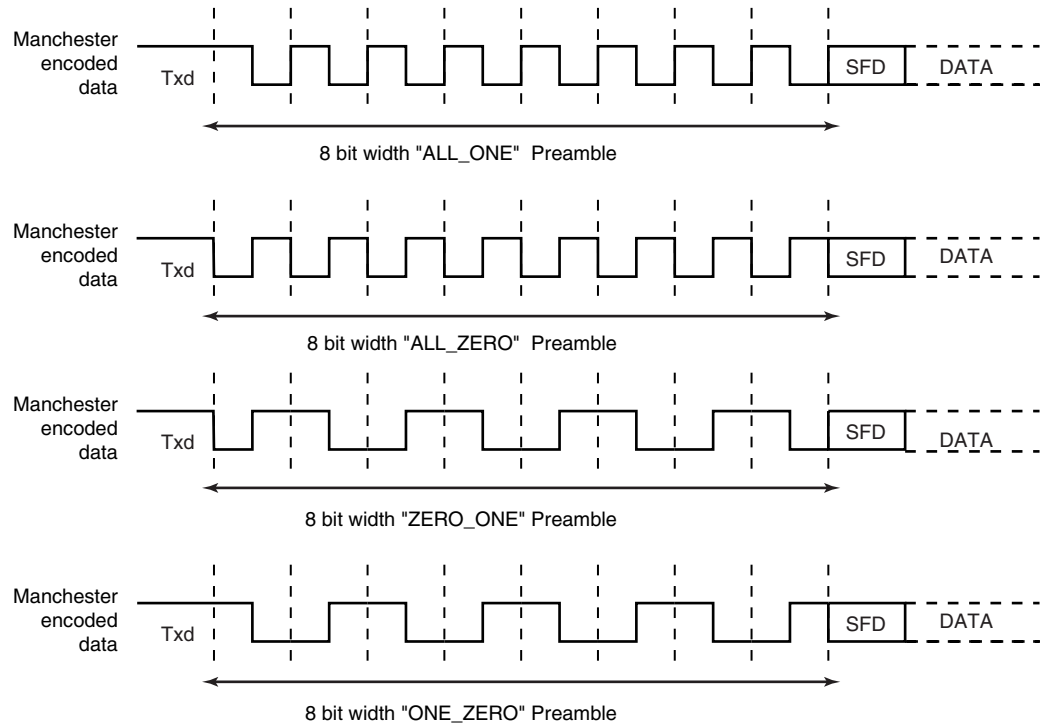 Manchester
encoded
data
Txd
SFD
DATA
8 bit width "ALL_ONE" Preamble
Manchester
encoded
data
Txd
SFD
DATA
8 bit width "ALL_ZERO" Preamble
Manchester
encoded
data
Txd
SFD
DATA
8 bit width "ZERO_ONE" Preamble
Manchester
encoded
data
Txd
SFD
DATA
8 bit width "ONE_ZERO" Preamble